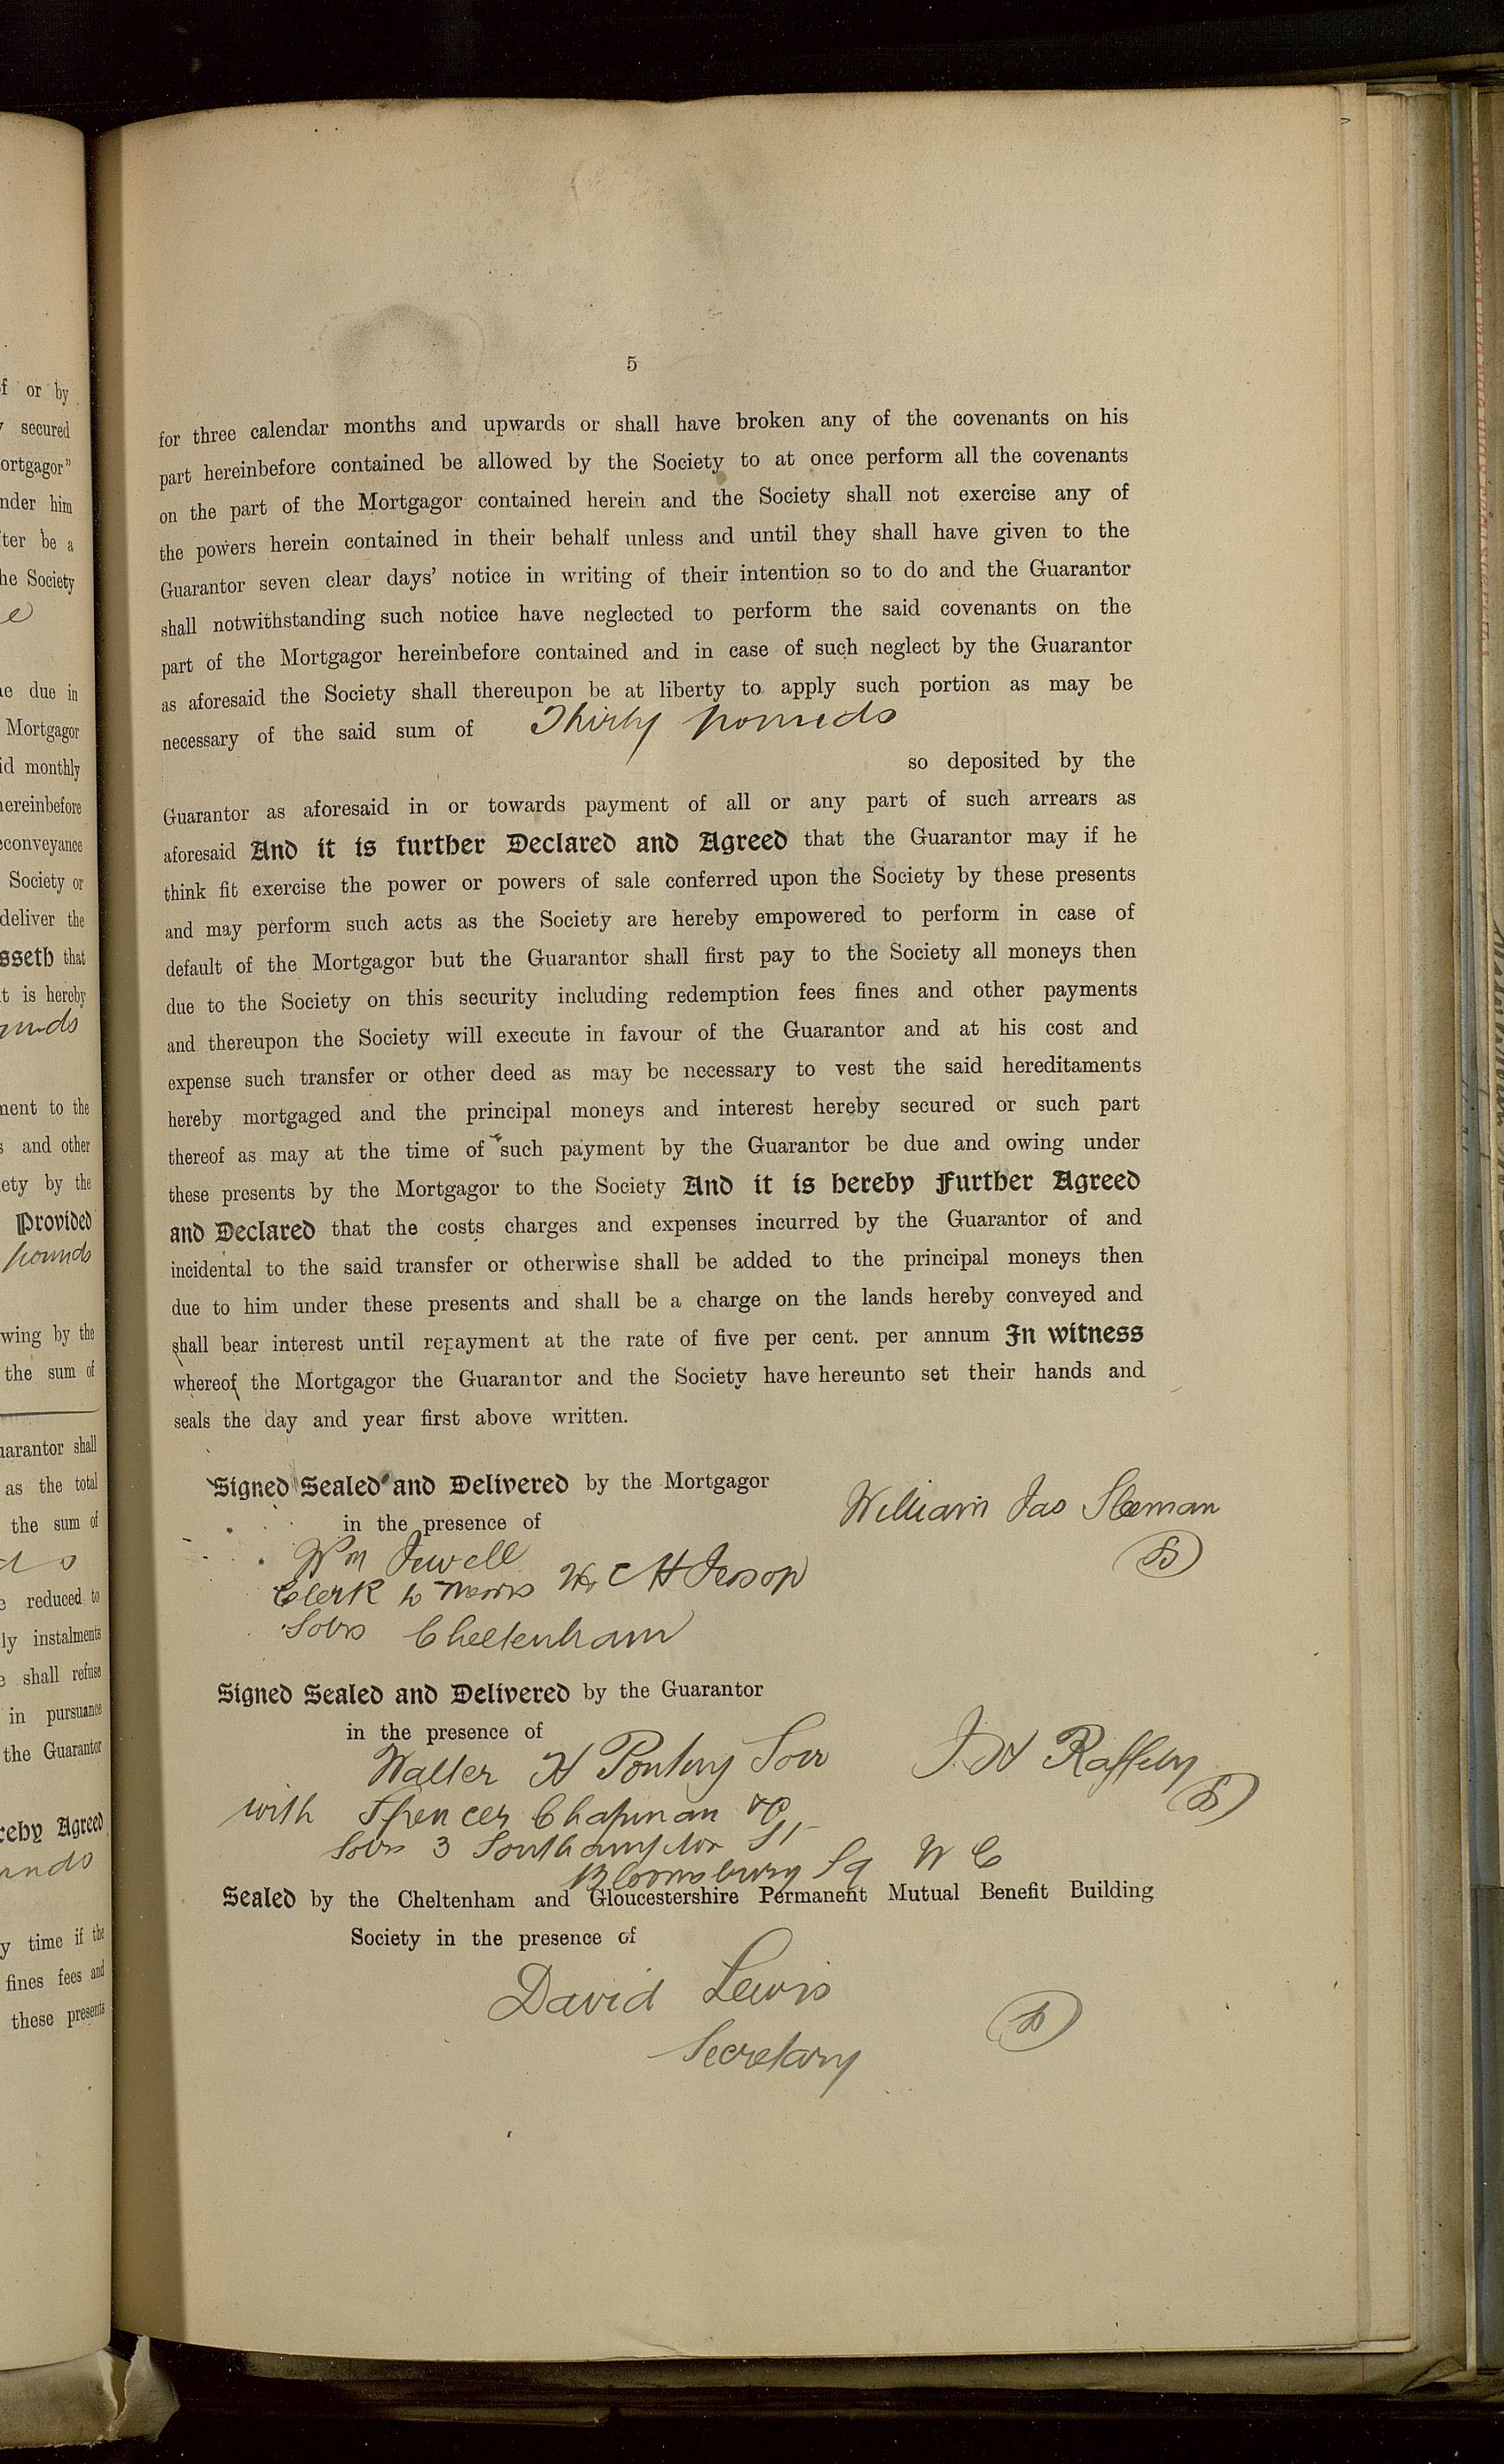 5
for three calendar months and upwards or shall have broken any of the covenants on his
part hereinbefore contained be allowed by the Society to at once perform all the covenants
on the part of the Mortgagor contained herein and the Society shall not exercise any of
the powers herein contained in their behalf unless and until they shall have given to the
Guarantor seven clear days' notice in writing of their intention so to do and the Guarantor
shall notwithstanding such notice have neglected to perform the said covenants on the
part of the Mortgagor hereinbefore contained and in case of such neglect by the Guarantor
as aforesaid the Society shall thereupon be at liberty to apply such portion as may be
necessary of the said sum of Thirty pounds
so deposited by the
Guarantor as aforesaid in or towards payment of all or any part of such arrears as
aforesaid And it is further Declared and Agreed that the Guarantor may if he
think fit exercise the power or powers of sale conferred upon the Society by these presents
and may perform such acts as the Society are hereby empowered to perform in case of
default of the Mortgagor but the Guarantor shall first pay to the Society all moneys then
due to the Society on this security including redemption fees fines and other payments
and thereupon the Society will execute in favour of the Guarantor and at his cost and
expense such transfer or other deed as may be necessary to vest the said hereditaments
hereby mortgaged and the principal moneys and interest hereby secured or such part
thereof as may at the time of such payment by the Guarantor be due and owing under
these presents by the Mortgagor to the Society And it is hereby Further Agreed
and Declared that the costs charges and expenses incurred by the Guarantor of and
incidental to the said transfer or otherwise shall be added to the principal moneys then
due to him under these presents and shall be a charge on the lands hereby conveyed and
shall bear interest until repayment at the rate of five per cent. per annum In witness
whereof the Mortgagor the Guarantor and the Society have hereunto set their hands and
seals the day and year first above written.
Signed Sealed and Delivered by the Mortgagor
in the presence of
William Jas Sleeman
Wm Jewell
Clerk to Messrs W C H Jessop
Solrs Cheltenham
Signed Sealed and Delivered by the Guarantor
in the presence of
Walter H Solr
J. H
with Spencer Chapman & Co
Solrs 3 Southampton St
Bloomsbury Sq W C
Sealed by the Cheltenham and Gloucestershire Permanent Mutual Benefit Building
Society in the presence of
David Lewis
Secretary